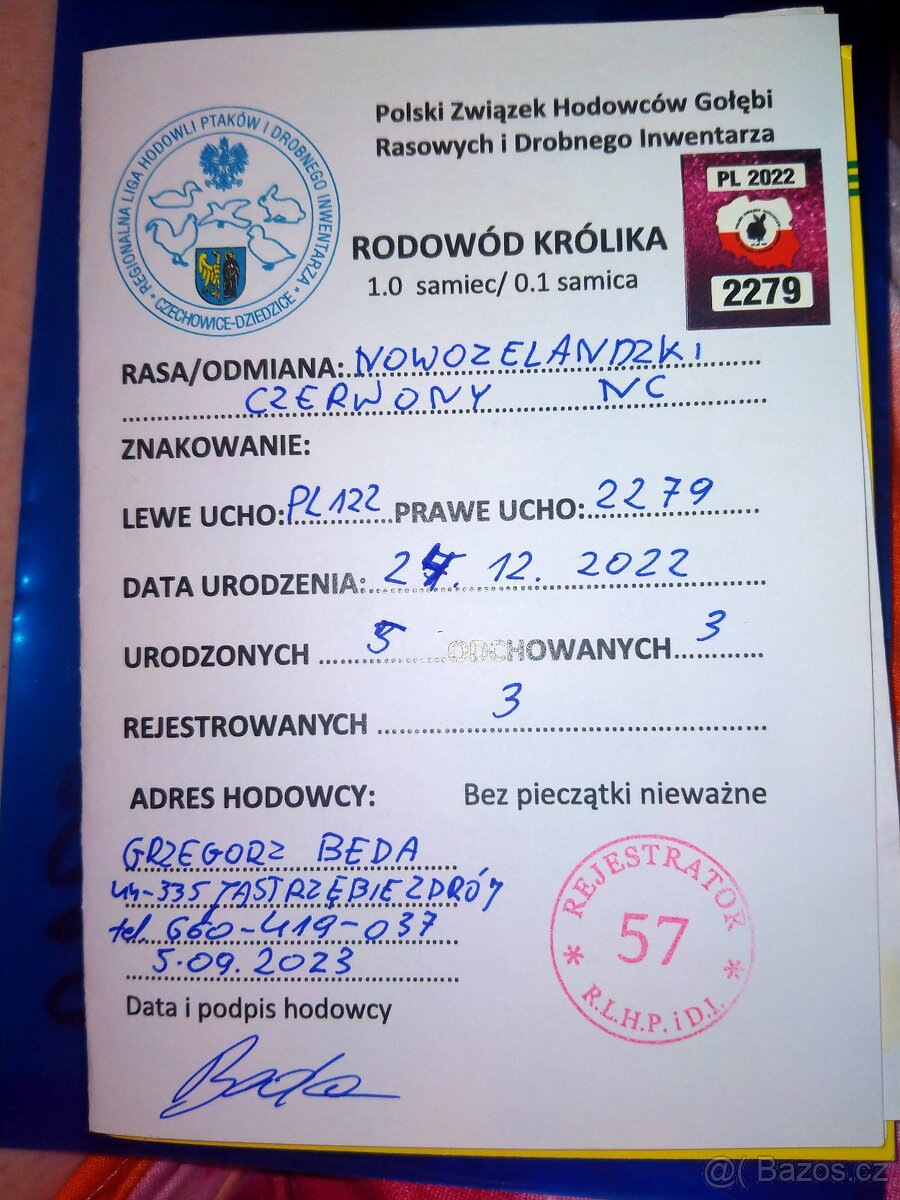 REGIONALNA LIGA HODOWLI PTAKÓW I DROBNEGO INWENTARZA
* CZECHOWICE-DZIEDZICE *
Polski Związek Hodowców Gołębi
Rasowych i Drobnego Inwentarza
PL 2022
2279
RODOWÓD KRÓLIKA
1.0 samiec/ 0.1 samica
RASA/ODMIANA: NOWOZELANDZKI
CZERWONY NC
ZNAKOWANIE:
LEWE UCHO: PL122 PRAWE UCHO: 2279
DATA URODZENIA: 24. 12. 2022
URODZONYCH 5 ODCHOWANYCH 3
REJESTROWANYCH 3
ADRES HODOWCY: Bez pieczątki nieważne
GRZEGORZ BEDA
44-335 JASTRZĘBIE ZDRÓJ
tel. 660-419-037
5.09.2023
Data i podpis hodowcy
REJESTRATOR
* 57 *
R.L.H.P. i D.I.
@( Bazos.cz